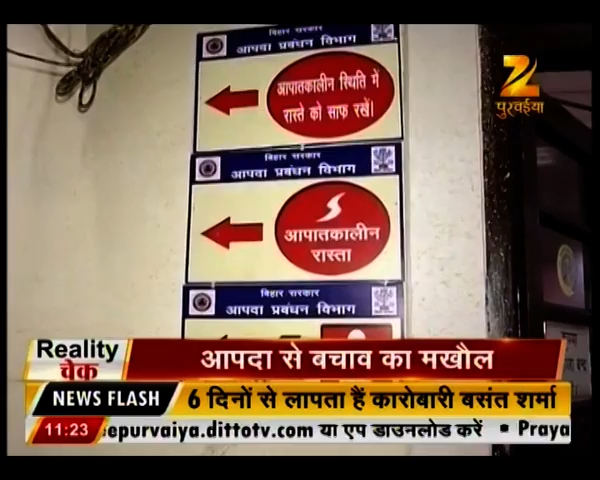 बिहार सरकार
आपदा प्रबंधन विभाग
आपातकालीन स्थिति में
रास्ते को साफ रखें।
Z
पुरवईया
बिहार सरकार
आपदा प्रबंधन विभाग
आपातकालीन
रास्ता
बिहार सरकार
आपदा प्रबंधन विभाग
Reality
चेक
आपदा से बचाव का मखौल
NEWS FLASH
6 दिनों से लापता हैं कारोबारी बसंत शर्मा
11:23
epurvaiya.dittotv.com या एप डाउनलोड करें • Praya